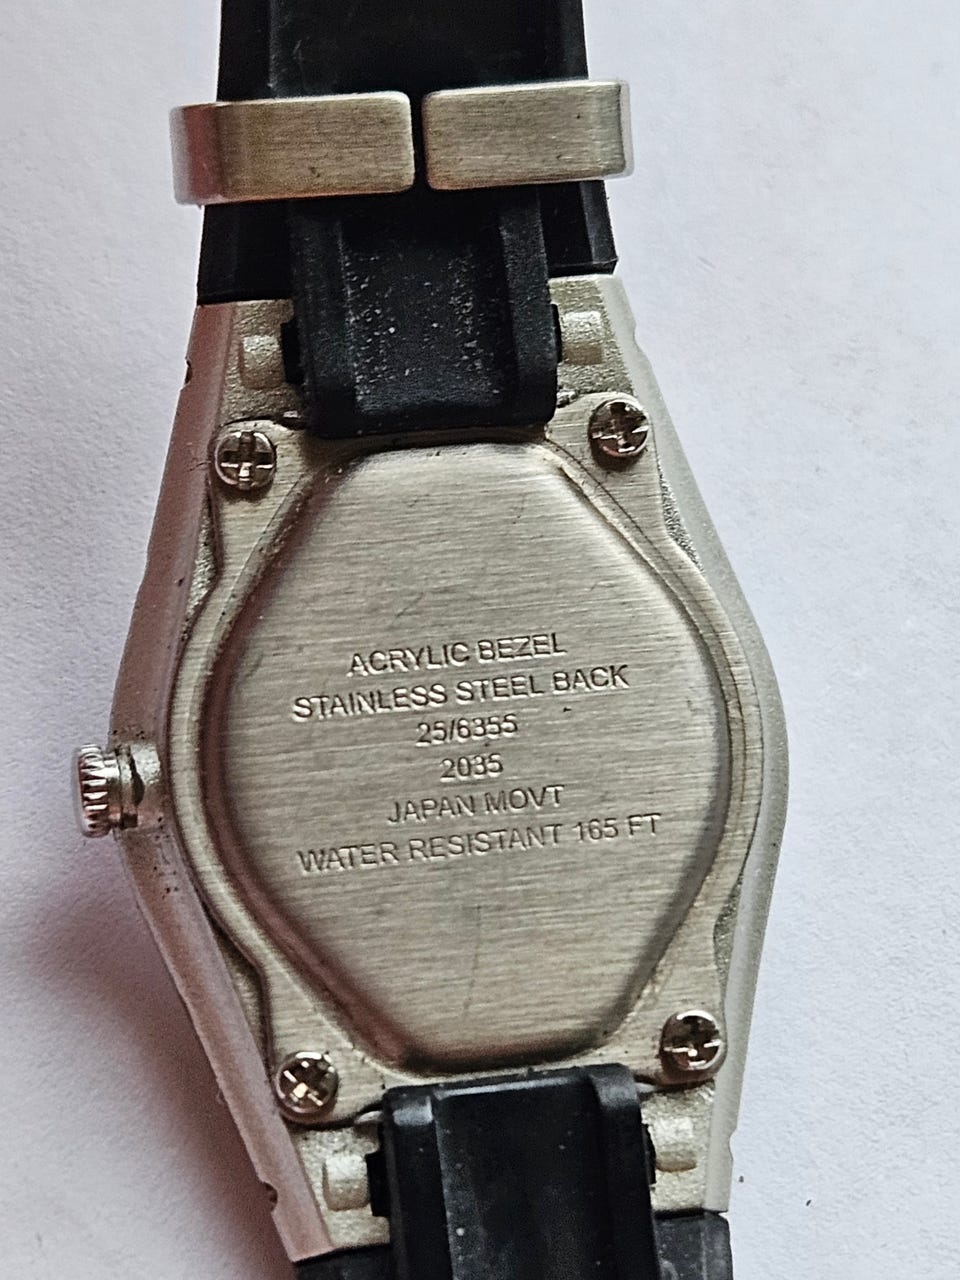 ACRYLIC BEZEL
STAINLESS STEEL BACK
25/6355
2035
JAPAN MOVT
WATER RESISTANT 165 FT